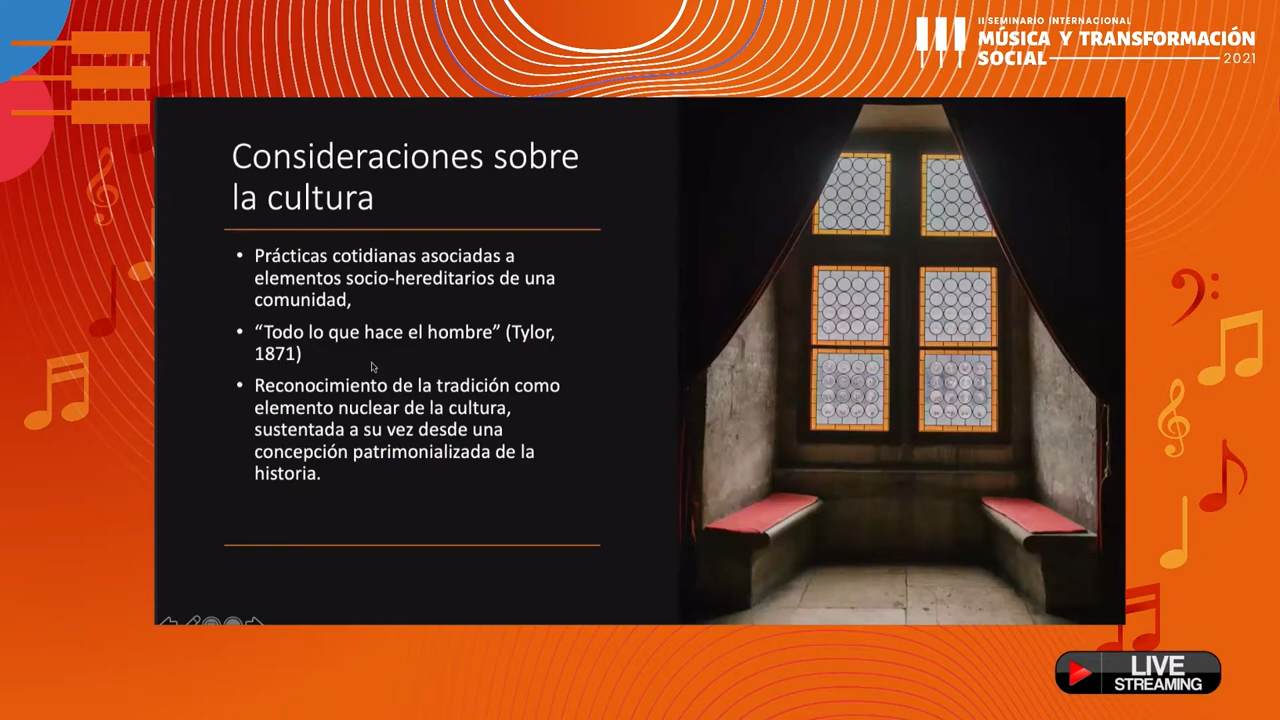 II SEMINARIO INTERNACIONAL
MÚSICA Y TRANSFORMACIÓN
SOCIAL 2021
Consideraciones sobre
la cultura
• Prácticas cotidianas asociadas a
elementos socio-hereditarios de una
comunidad,
• “Todo lo que hace el hombre” (Tylor,
1871)
• Reconocimiento de la tradición como
elemento nuclear de la cultura,
sustentada a su vez desde una
concepción patrimonializada de la
historia.
LIVE
STREAMING